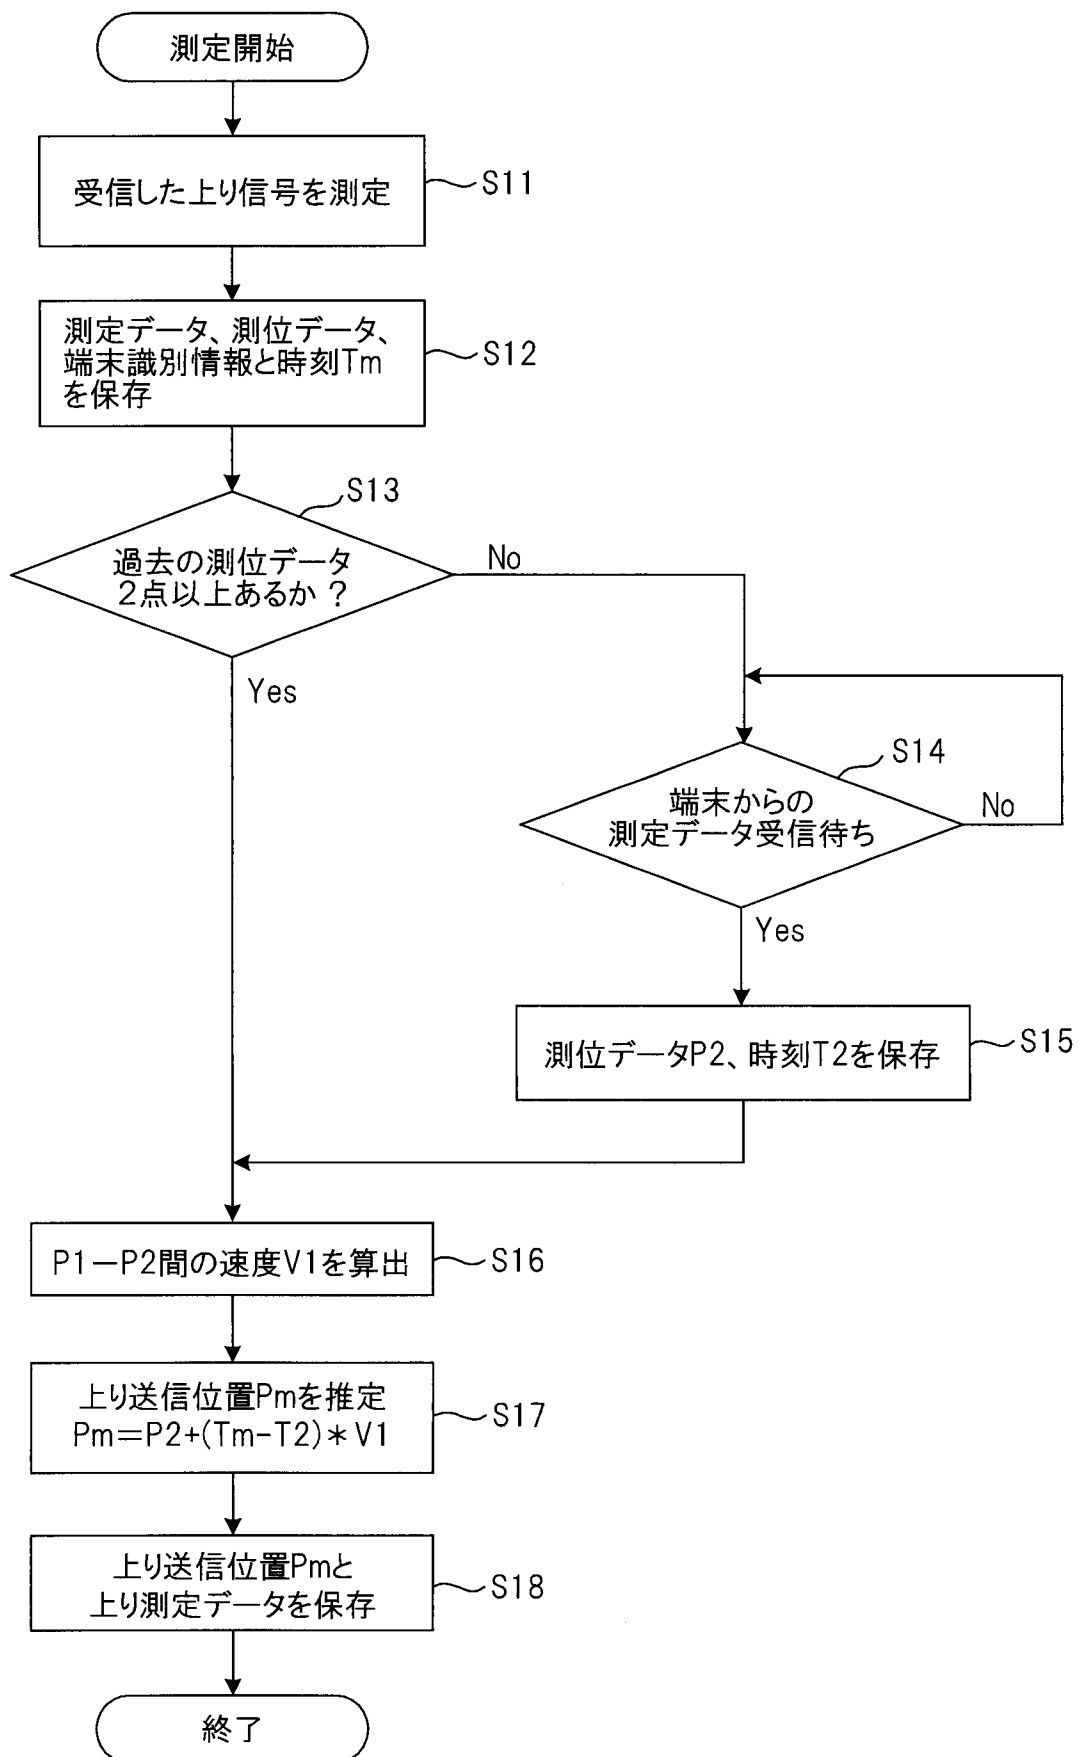 測定開始
受信した上り信号を測定
S11
測定データ、測位データ、
端末識別情報と時刻Tm
を保存
S12
S13
過去の測位データ
2点以上あるか？
No
Yes
S14
端末からの
測定データ受信待ち
No
Yes
測位データP2、時刻T2を保存
S15
P1－P2間の速度V1を算出
S16
上り送信位置Pmを推定
Pm＝P2+(Tm-T2)＊V1
S17
上り送信位置Pmと
上り測定データを保存
S18
終了